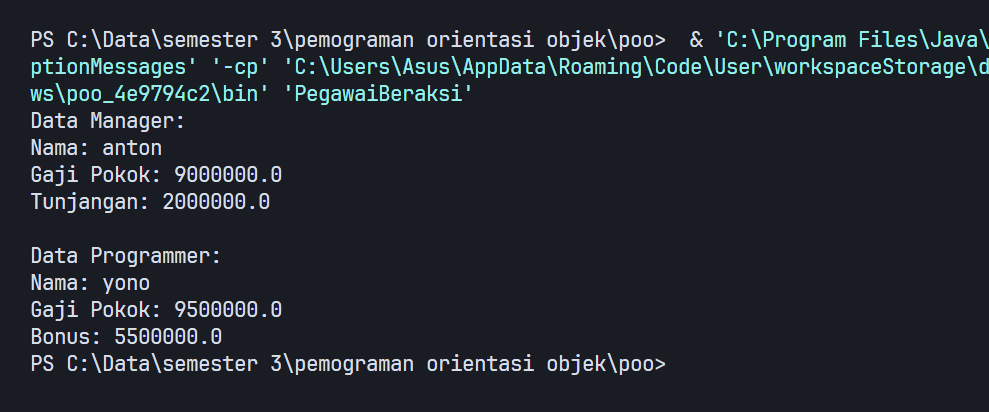 PS C:\Data\semester 3\pemograman orientasi objek\poo>  & 'C:\Program Files\Java\
ptionMessages' '-cp' 'C:\Users\Asus\AppData\Roaming\Code\User\workspaceStorage\d
ws\poo_4e9794c2\bin' 'PegawaiBeraksi'
Data Manager:
Nama: anton
Gaji Pokok: 9000000.0
Tunjangan: 2000000.0

Data Programmer:
Nama: yono
Gaji Pokok: 9500000.0
Bonus: 5500000.0
PS C:\Data\semester 3\pemograman orientasi objek\poo>